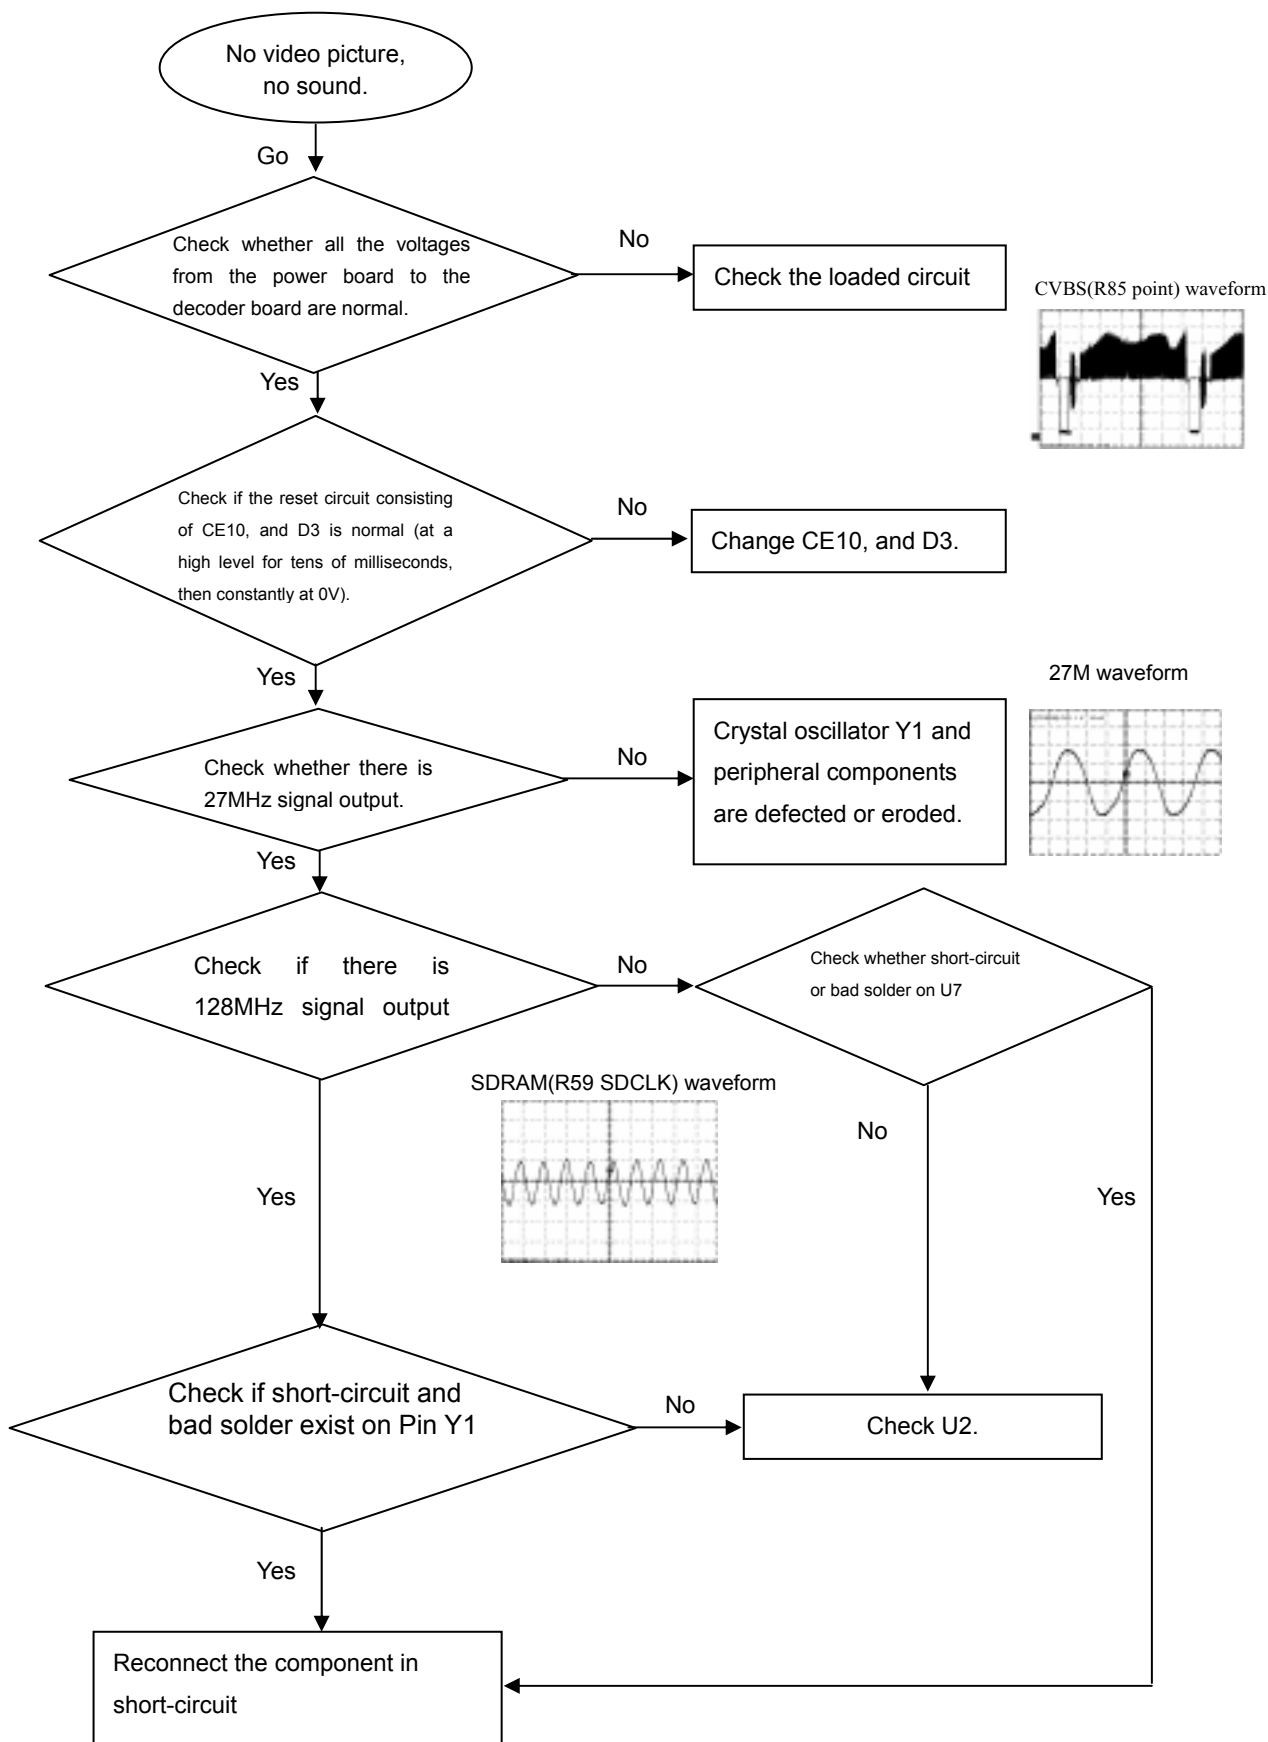 No video picture,
no sound.
Go
Check whether all the voltages
from the power board to the
decoder board are normal.
No
Check the loaded circuit
CVBS(R85 point) waveform
Yes
Check if the reset circuit consisting
of CE10, and D3 is normal (at a
high level for tens of milliseconds,
then constantly at 0V).
No
Change CE10, and D3.
Yes
27M waveform
Check whether there is
27MHz signal output.
No
Crystal oscillator Y1 and
peripheral components
are defected or eroded.
Yes
Check if there is
128MHz signal output
No
Check whether short-circuit
or bad solder on U7
SDRAM(R59 SDCLK) waveform
No
Yes
Yes
Check if short-circuit and
bad solder exist on Pin Y1
No
Check U2.
Yes
Reconnect the component in
short-circuit